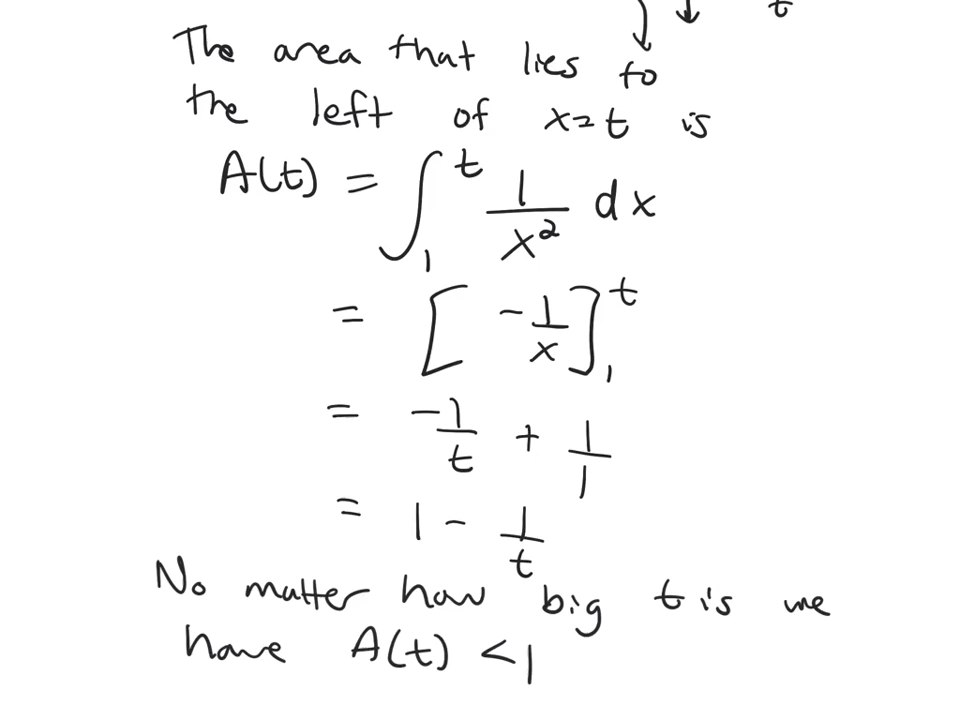 t
The area that lies to
the left of x=t is
A(t) = ∫₁ᵗ 1/x² dx
= [ -1/x ]₁ᵗ
= -1/t + 1/1
= 1 - 1/t
No matter how big t is we
have A(t) < 1